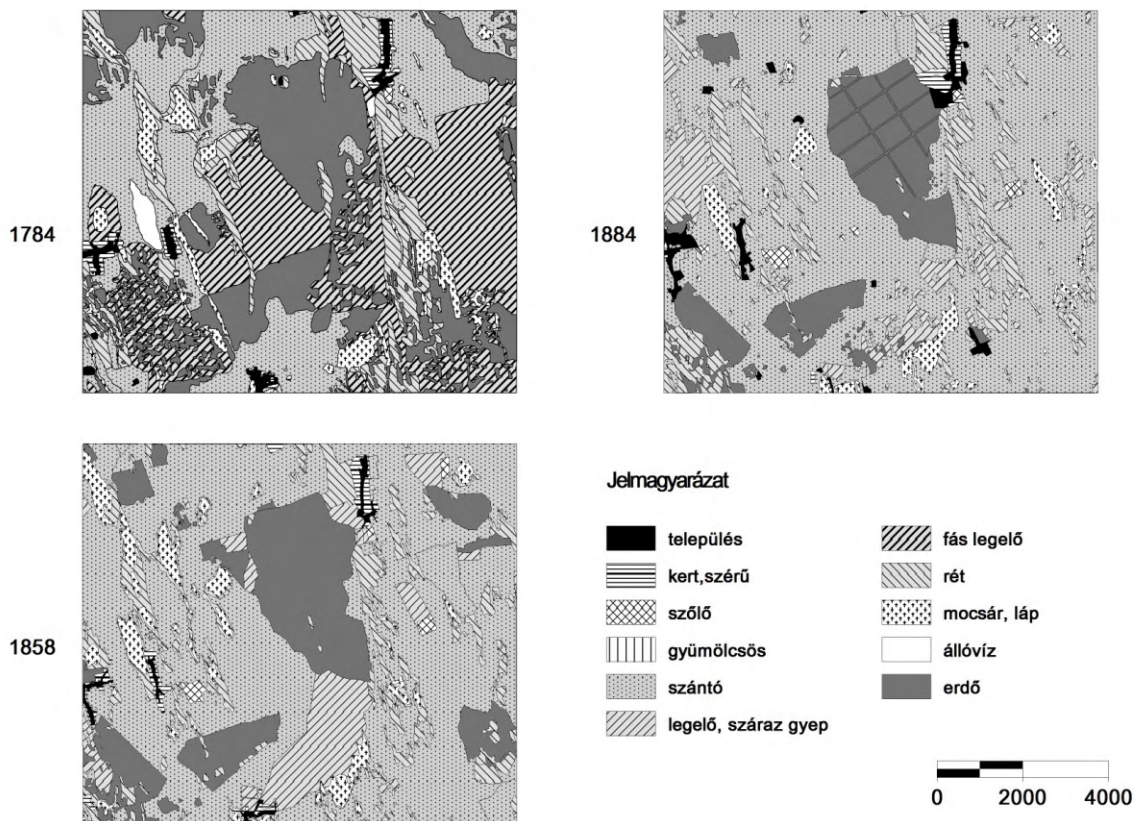 1784
1884
1858
Jelmagyarázat
település
kert,szérű
szőlő
gyümölcsös
szántó
legelő, száraz gyep
fás legelő
rét
mocsár, láp
állóvíz
erdő
0 2000 4000